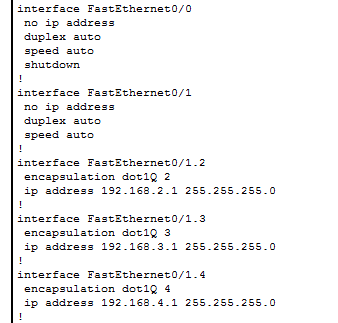 interface FastEthernet0/0
 no ip address
 duplex auto
 speed auto
 shutdown
!
interface FastEthernet0/1
 no ip address
 duplex auto
 speed auto
!
interface FastEthernet0/1.2
 encapsulation dot1Q 2
 ip address 192.168.2.1 255.255.255.0
!
interface FastEthernet0/1.3
 encapsulation dot1Q 3
 ip address 192.168.3.1 255.255.255.0
!
interface FastEthernet0/1.4
 encapsulation dot1Q 4
 ip address 192.168.4.1 255.255.255.0
!